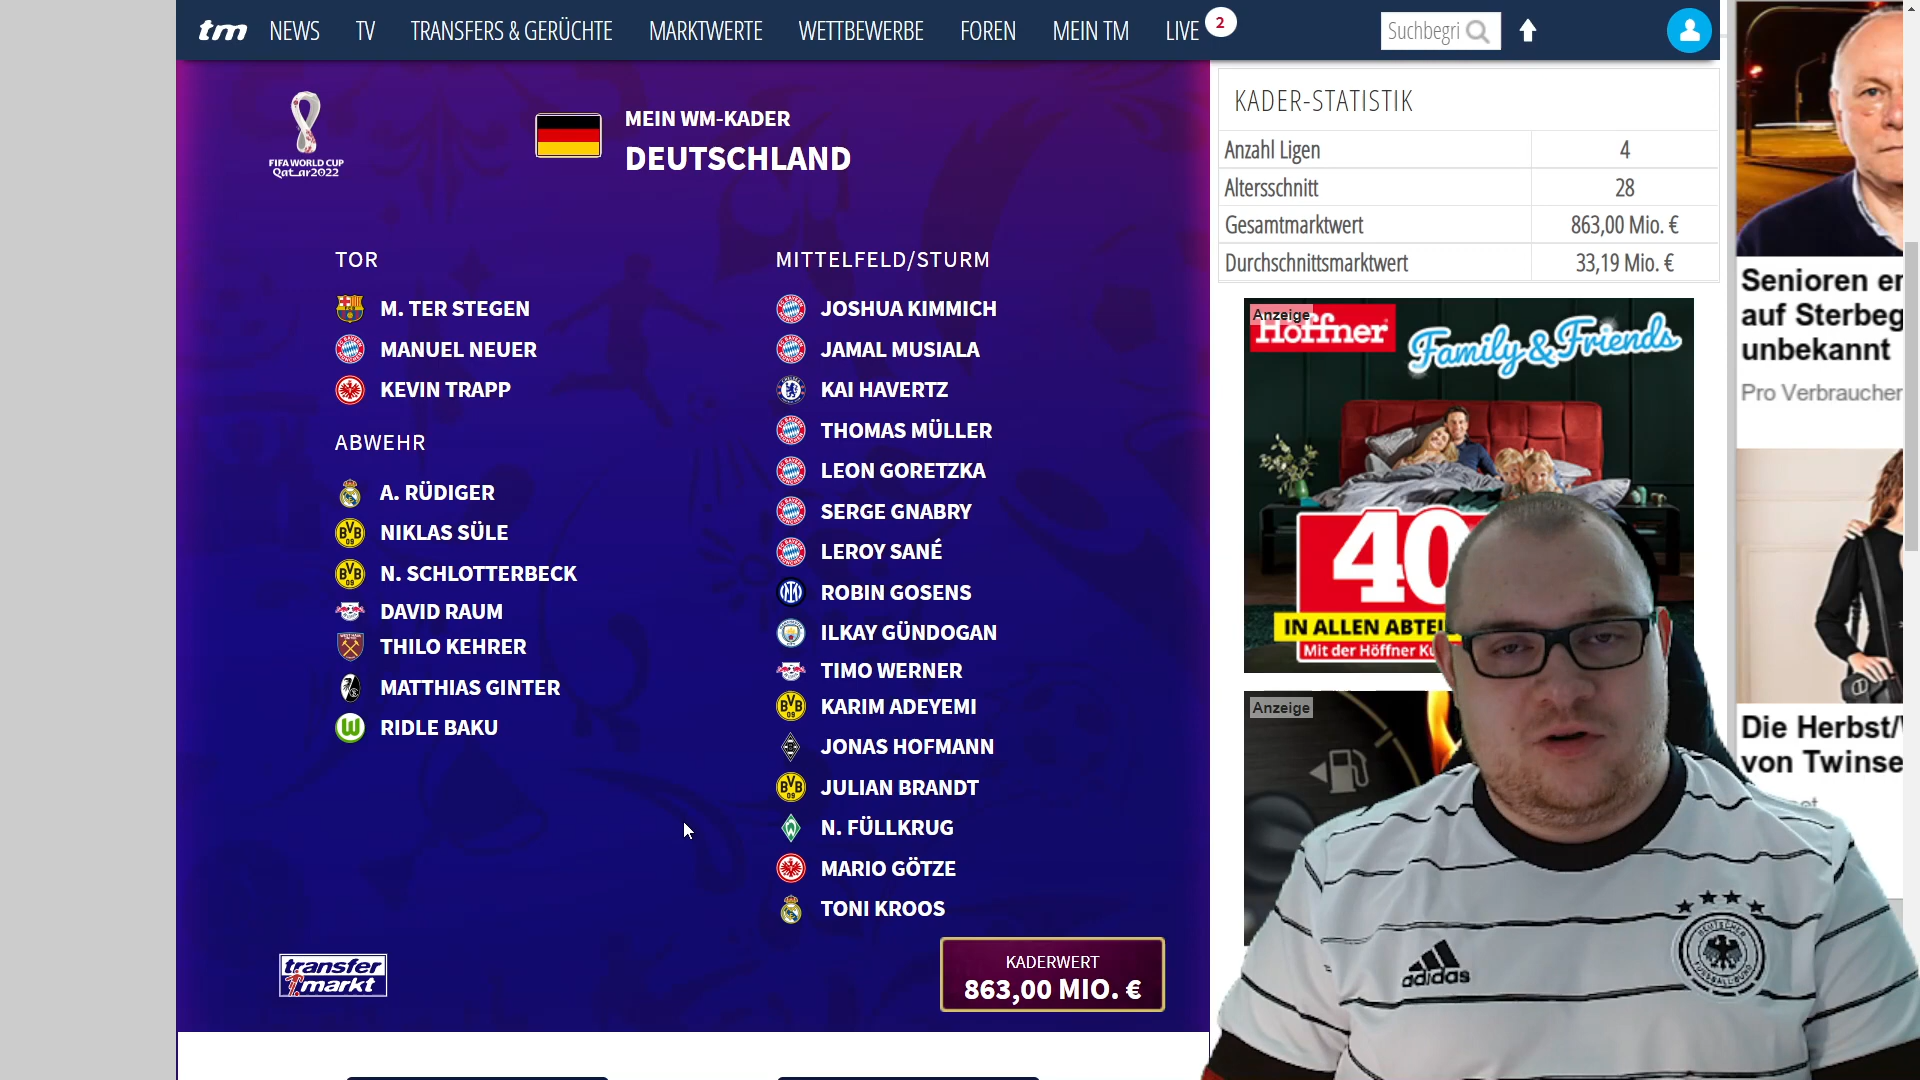 tm NEWS TV TRANSFERS & GERÜCHTE MARKTWERTE WETTBEWERBE FOREN MEIN TM LIVE 2 Suchbegri
FIFA WORLD CUP
Qatar2022
MEIN WM-KADER
DEUTSCHLAND
TOR
M. TER STEGEN
MANUEL NEUER
KEVIN TRAPP
ABWEHR
A. RÜDIGER
NIKLAS SÜLE
N. SCHLOTTERBECK
DAVID RAUM
THILO KEHRER
MATTHIAS GINTER
RIDLE BAKU
MITTELFELD/STURM
JOSHUA KIMMICH
JAMAL MUSIALA
KAI HAVERTZ
THOMAS MÜLLER
LEON GORETZKA
SERGE GNABRY
LEROY SANÉ
ROBIN GOSENS
ILKAY GÜNDOGAN
TIMO WERNER
KARIM ADEYEMI
JONAS HOFMANN
JULIAN BRANDT
N. FÜLLKRUG
MARIO GÖTZE
TONI KROOS
transfer
markt
KADERWERT
863,00 MIO. €
KADER-STATISTIK
Anzahl Ligen 4
Altersschnitt 28
Gesamtmarktwert 863,00 Mio. €
Durchschnittsmarktwert 33,19 Mio. €
Anzeige
Höffner
Family & Friends
40
IN ALLEN ABTEI
Mit der Höffner Ku
Anzeige
adidas
DEUTSCHER
FUSSBALL-BUND
Senioren er
auf Sterbeg
unbekannt
Pro Verbraucher
Die Herbst/
von Twinse